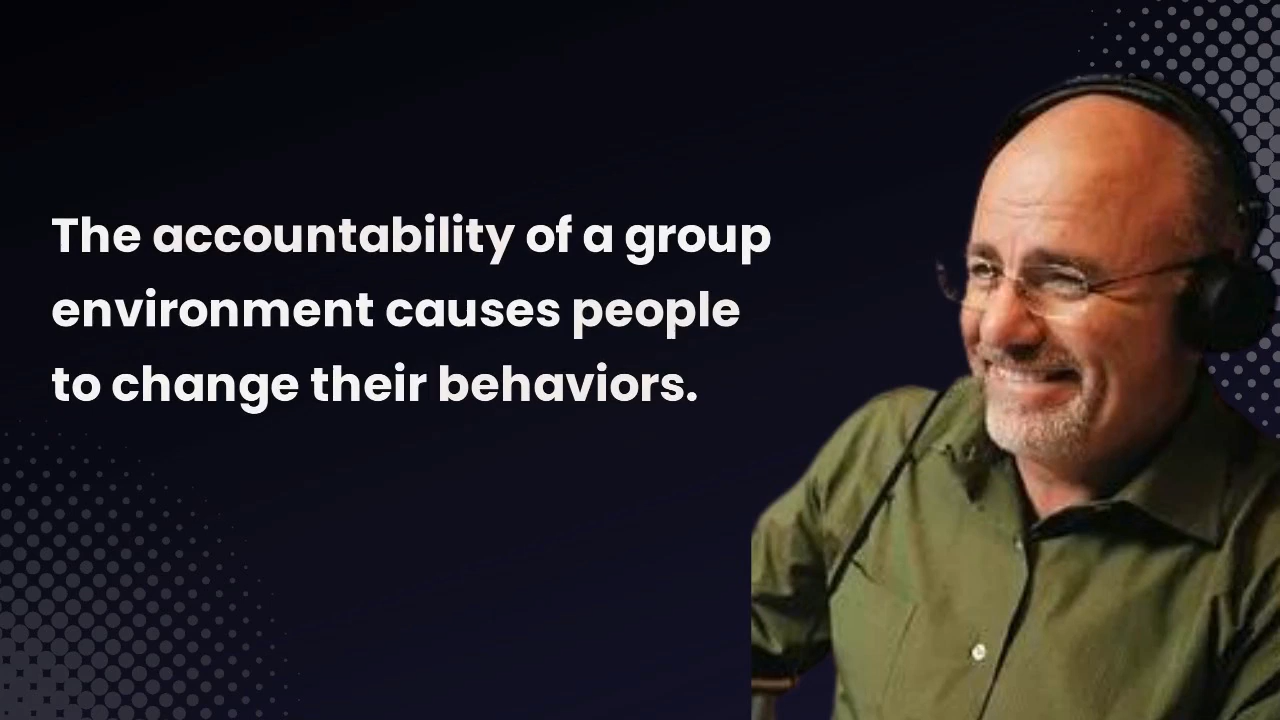 The accountability of a group
environment causes people
to change their behaviors.